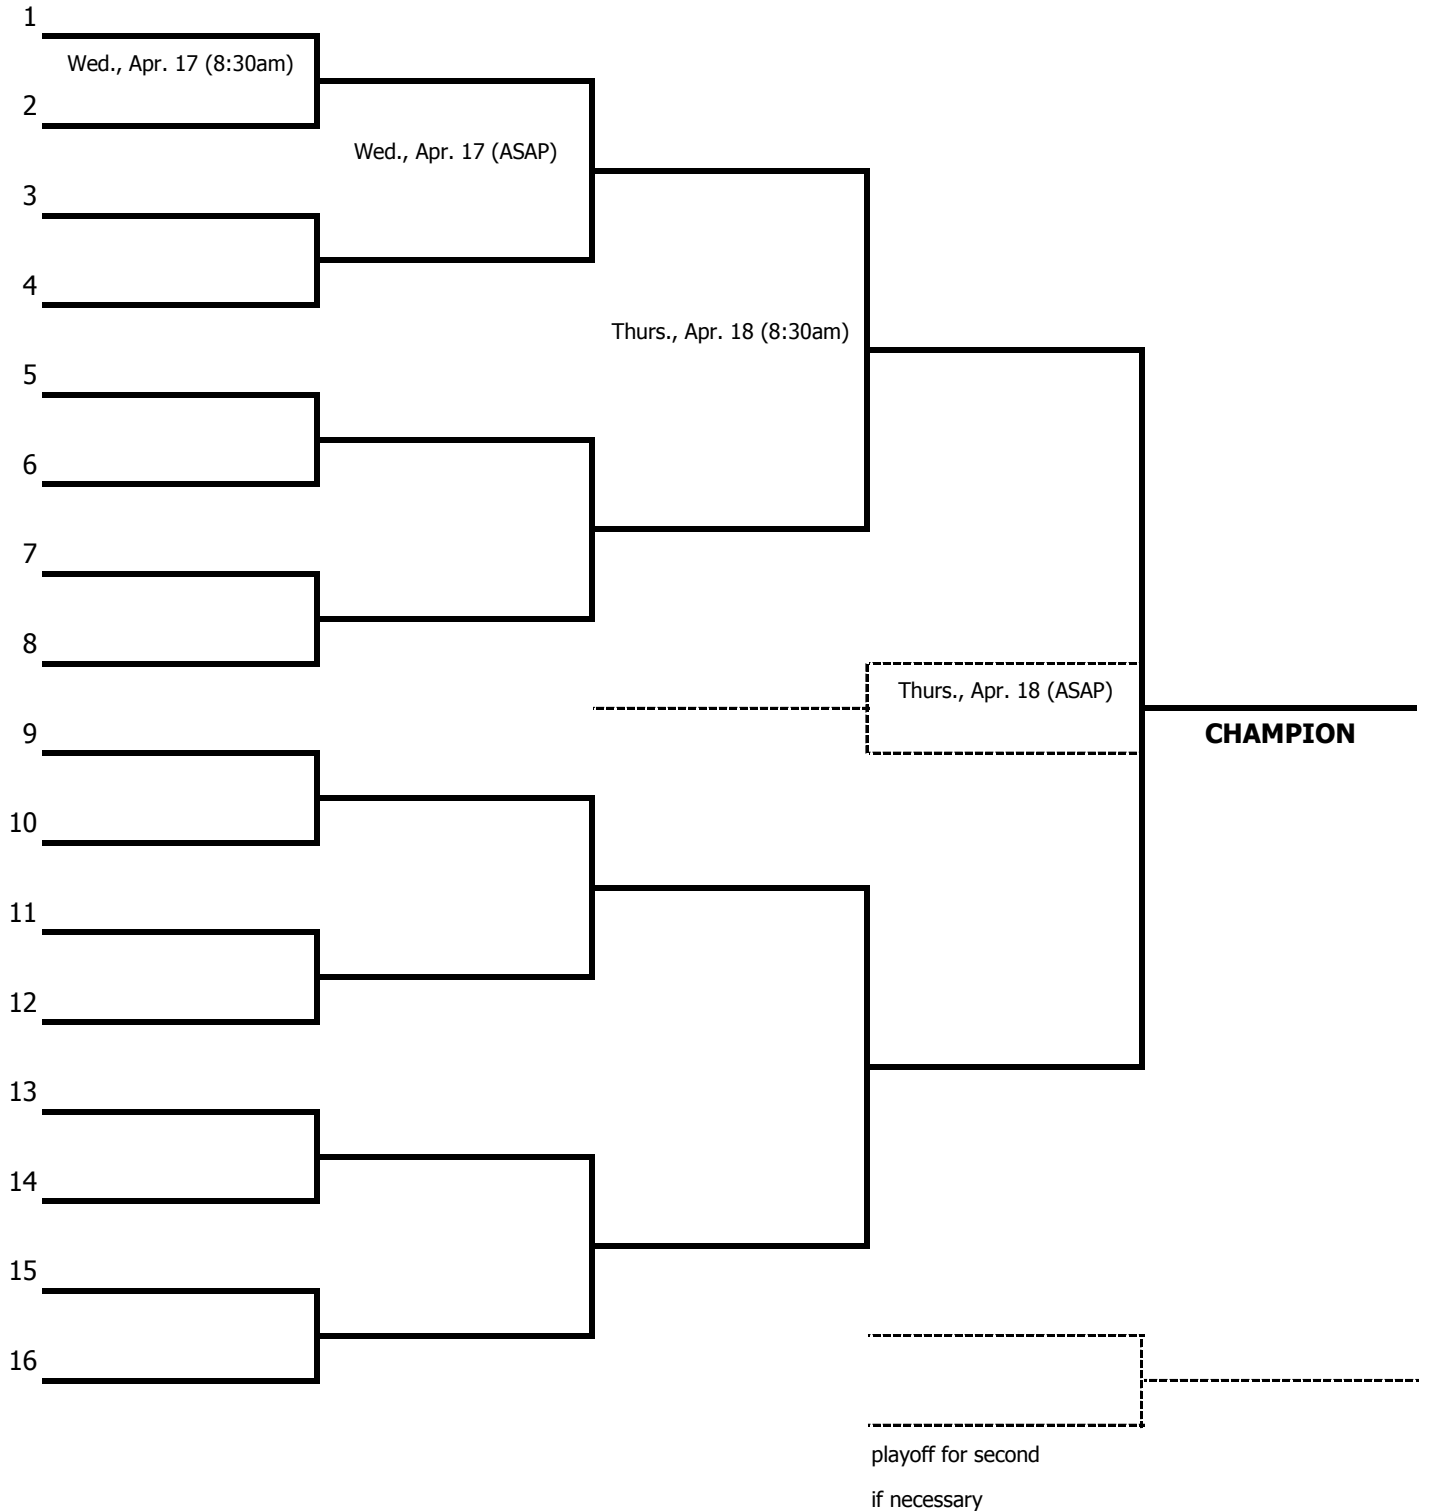 1
Wed., Apr. 17 (8:30am)
2
Wed., Apr. 17 (ASAP)
3
4
Thurs., Apr. 18 (8:30am)
5
6
7
8
Thurs., Apr. 18 (ASAP)
9
CHAMPION
10
11
12
13
14
15
16
playoff for second
if necessary